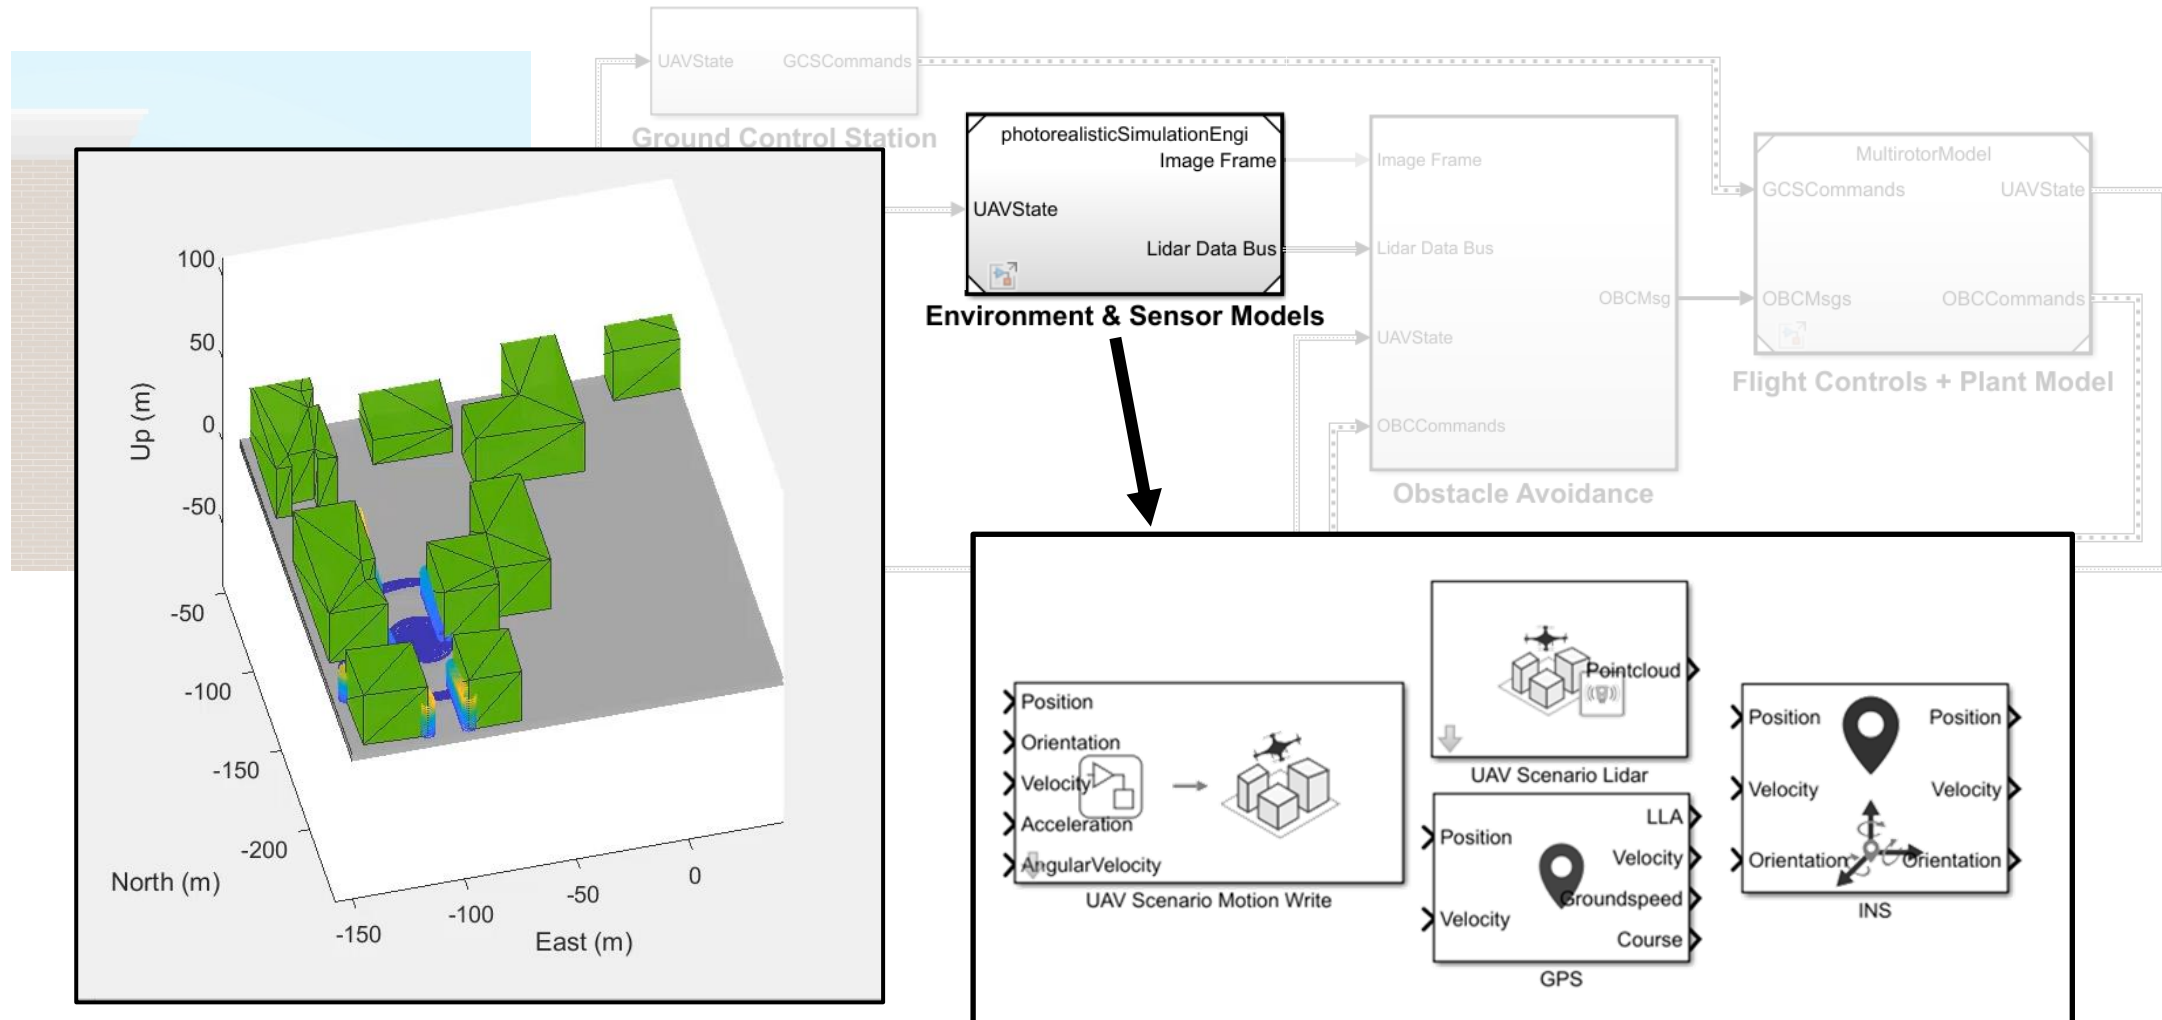 UAVState
GCSCommands
Ground Control Station
photorealisticSimulationEngi
Image Frame
UAVState
Lidar Data Bus
Environment & Sensor Models
Image Frame
Lidar Data Bus
UAVState
OBCCommands
OBCMsg
Obstacle Avoidance
MultirotorModel
GCSCommands
UAVState
OBCMsgs
OBCCommands
Flight Controls + Plant Model
Up (m)
100
50
0
-50
-50
-100
-150
-200
North (m)
-150
-100
-50
0
East (m)
Position
Orientation
Velocity
Acceleration
AngularVelocity
UAV Scenario Motion Write
Pointcloud
UAV Scenario Lidar
Position
Velocity
LLA
Velocity
Groundspeed
Course
GPS
Position
Velocity
Orientation
Position
Velocity
Orientation
INS